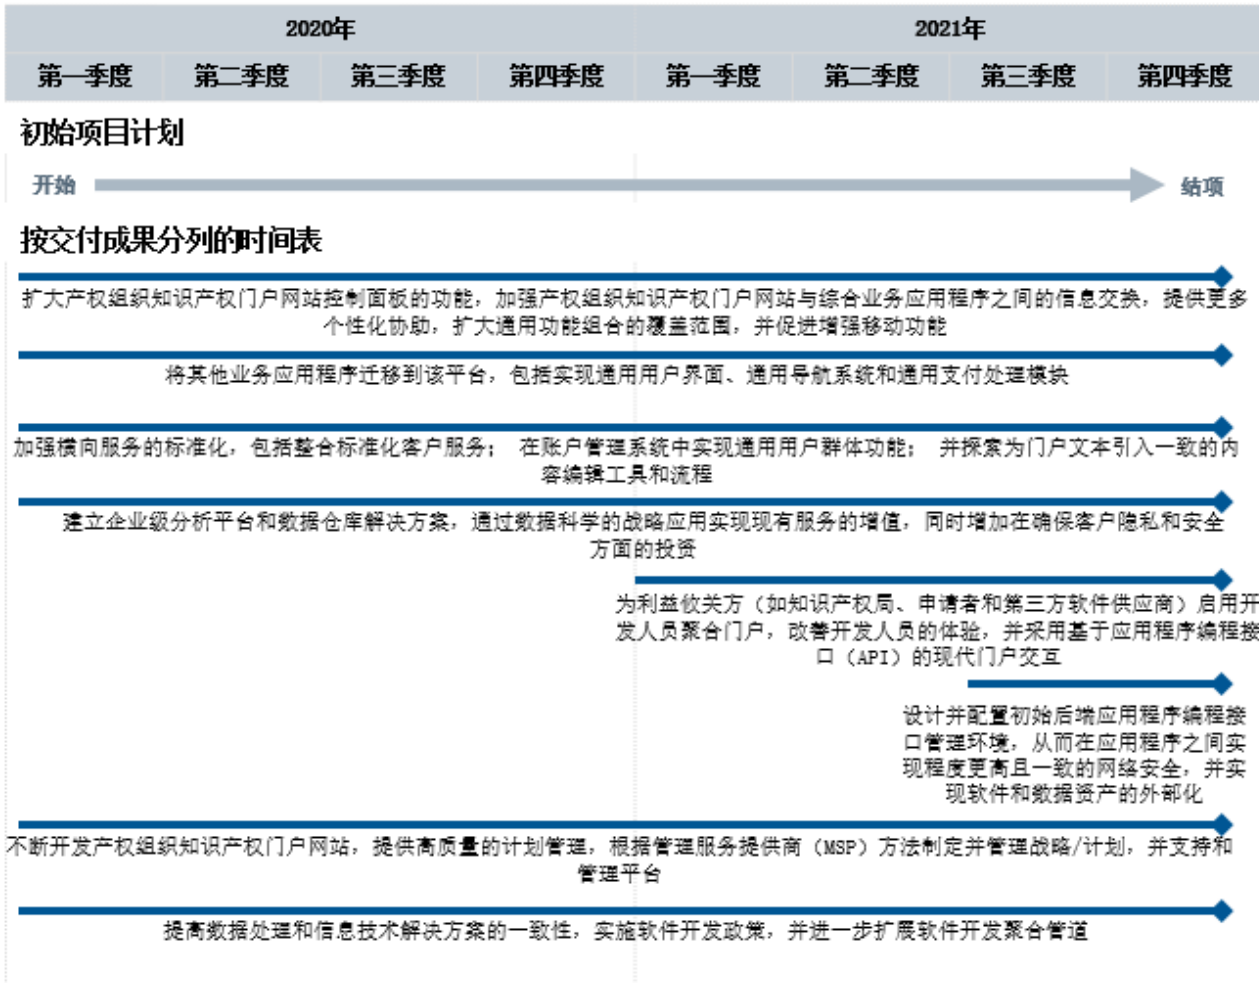 2020年 2021年
第一季度 第二季度 第三季度 第四季度 第一季度 第二季度 第三季度 第四季度
初始项目计划
开始 结项
按交付成果分列的时间表
扩大产权组织知识产权门户网站控制面板的功能，加强产权组织知识产权门户网站与综合业务应用程序之间的信息交换，提供更多
个性化协助，扩大通用功能组合的覆盖范围，并促进增强移动功能
将其他业务应用程序迁移到该平台，包括实现通用用户界面、通用导航系统和通用支付处理模块
加强横向服务的标准化，包括整合标准化客户服务； 在账户管理系统中实现通用用户群体功能； 并探索为门户文本引入一致的内
容编辑工具和流程
建立企业级分析平台和数据仓库解决方案，通过数据科学的战略应用实现现有服务的增值，同时增加在确保客户隐私和安全
方面的投资
为利益攸关方（如知识产权局、申请者和第三方软件供应商）启用开
发人员聚合门户，改善开发人员的体验，并采用基于应用程序编程接
口（API）的现代门户交互
设计并配置初始后端应用程序编程接
口管理环境，从而在应用程序之间实
现程度更高且一致的网络安全，并实
现软件和数据资产的外部化
不断开发产权组织知识产权门户网站，提供高质量的计划管理，根据管理服务提供商（MSP）方法制定并管理战略/计划，并支持和
管理平台
提高数据处理和信息技术解决方案的一致性，实施软件开发政策，并进一步扩展软件开发聚合管道